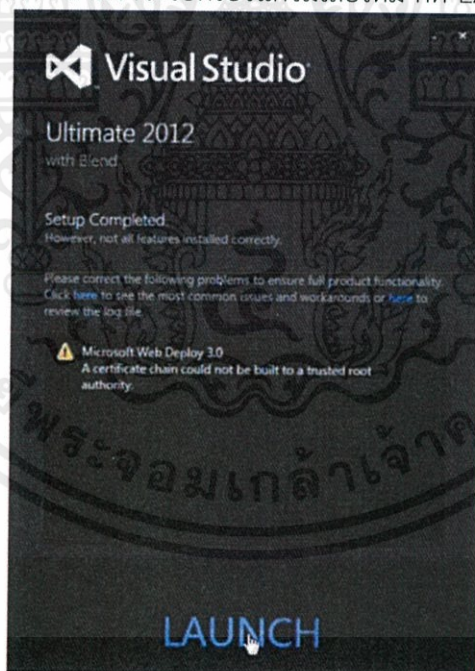 Visual Studio
Ultimate 2012
with Blend
Setup Completed
However, not all features installed correctly.
Please correct the following problems to ensure full product functionality.
Click here to see the most common issues and workarounds or here to
review the log file.
Microsoft Web Deploy 3.0
A certificate chain could not be built to a trusted root
authority.
พระจอมเกล้าเจ้าค
LAUNCH